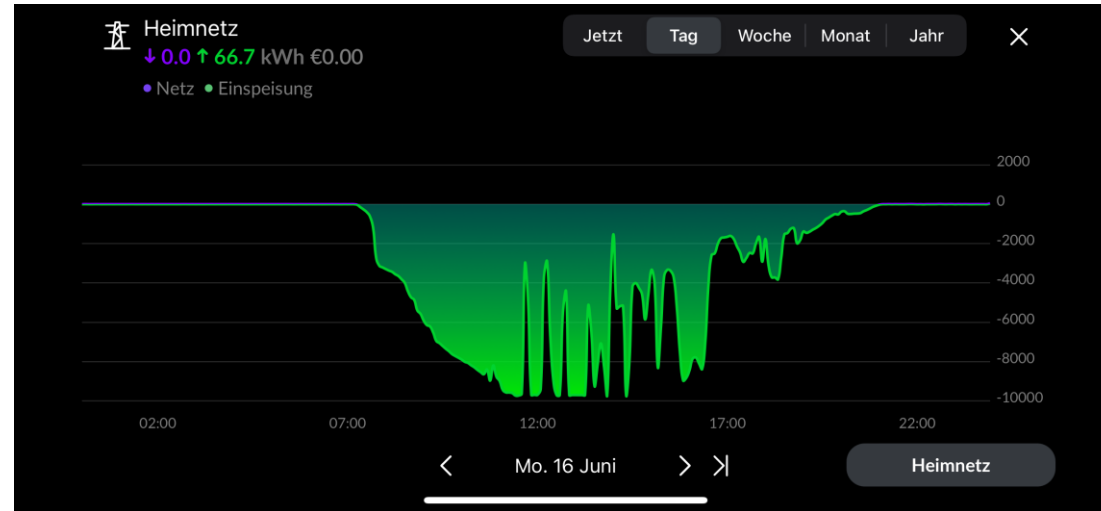 Heimnetz
↓ 0.0 ↑ 66.7 kWh €0.00
• Netz • Einspeisung
Jetzt Tag Woche Monat Jahr
2000
0
-2000
-4000
-6000
-8000
-10000
02:00 07:00 12:00 17:00 22:00
Mo. 16 Juni
Heimnetz